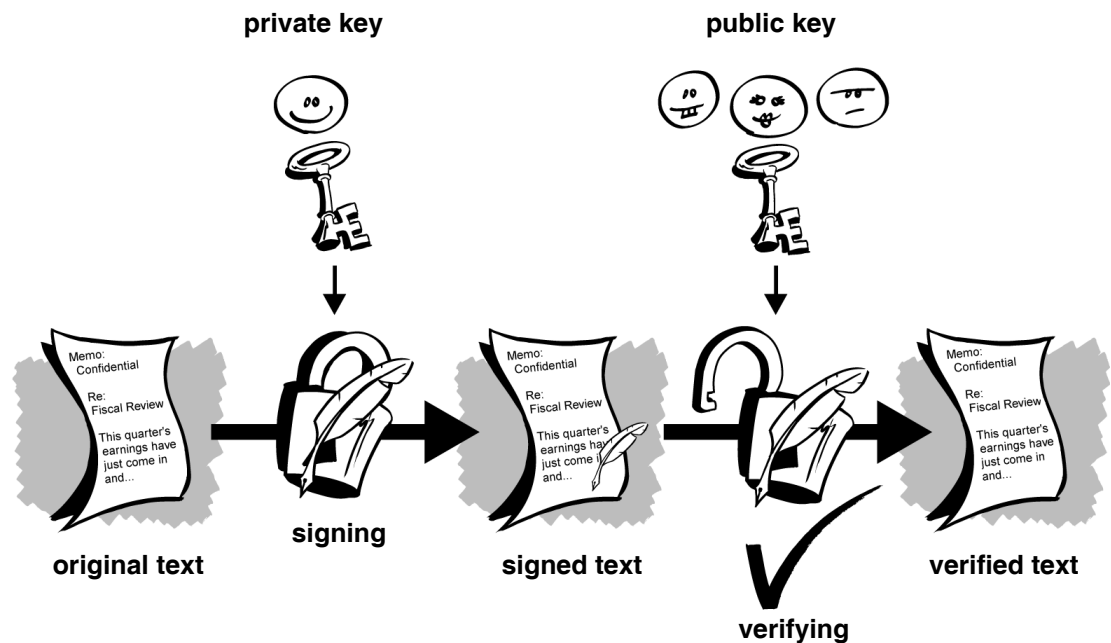 private key
public key
Memo:
Confidential
Re:
Fiscal Review
This quarter's
earnings have
just come in
and...
Memo:
Confidential
Re:
Fiscal Review
This quarter's
earnings hav
just come i
and...
Memo:
Confidential
Re:
Fiscal Review
This quarter's
earnings have
just come in
and...
signing
original text
signed text
verified text
verifying